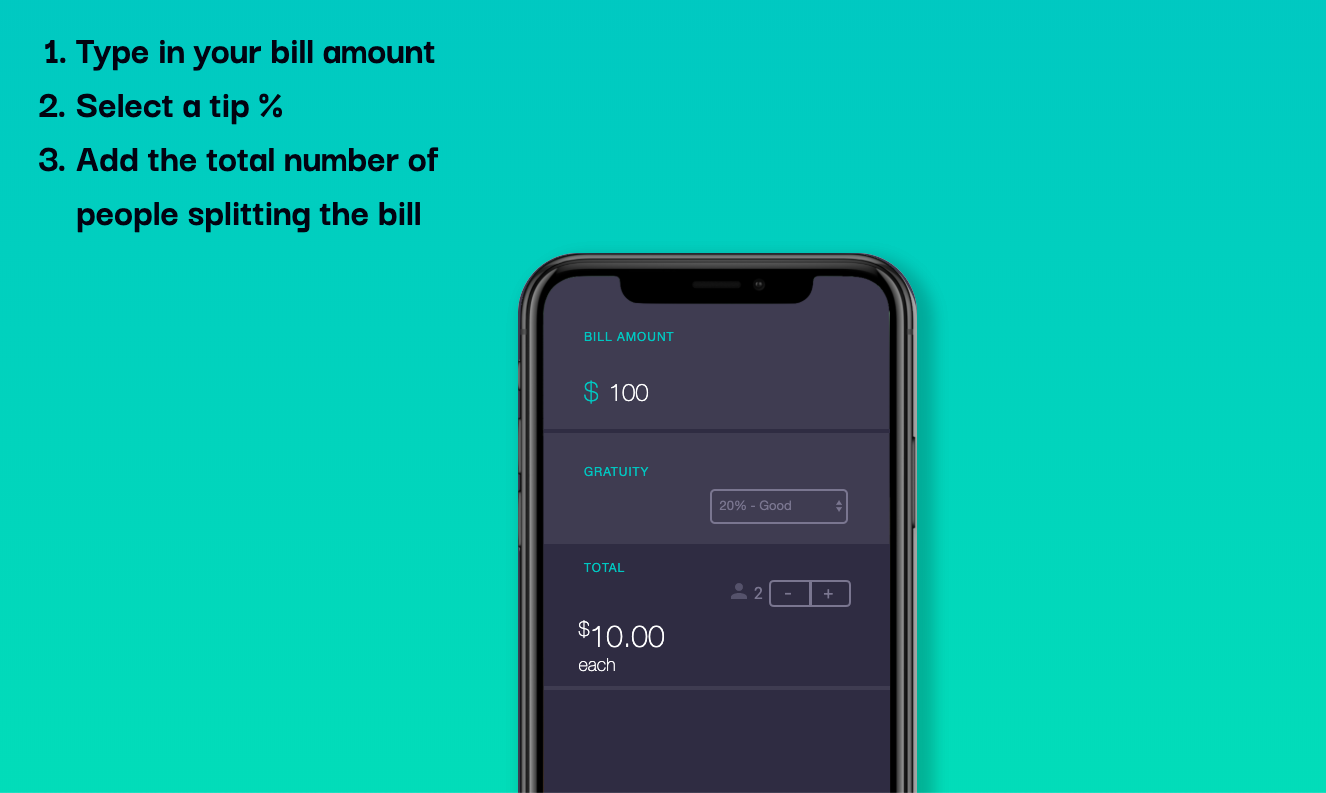 1. Type in your bill amount
2. Select a tip %
3. Add the total number of
people splitting the bill
BILL AMOUNT
$ 100
GRATUITY
20% - Good
TOTAL
2 - +
$10.00
each